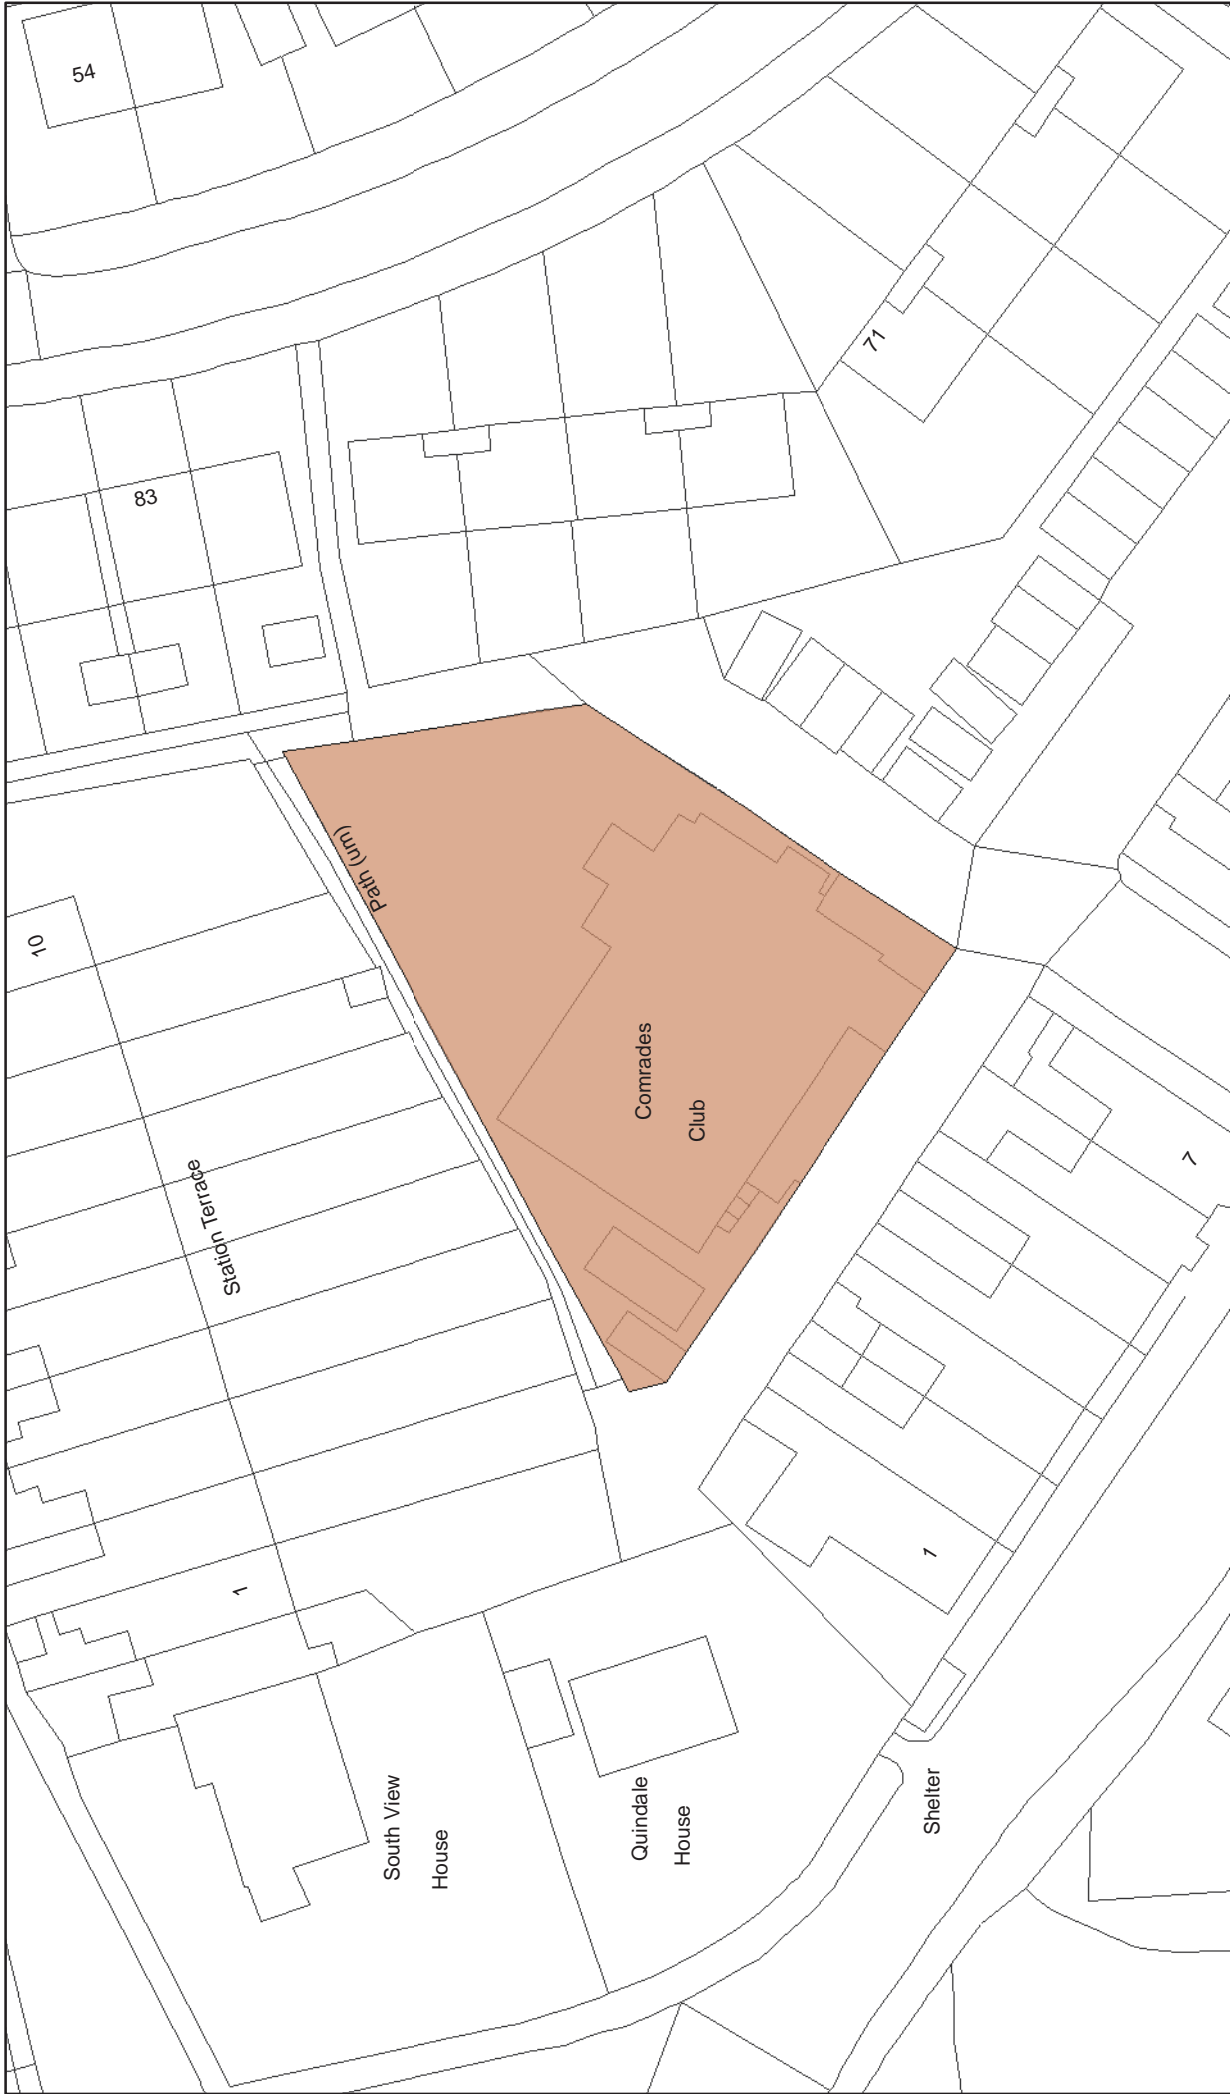 54
83
71
10
Path (um)
Station Terrace
Comrades
Club
7
1
1
South View
House
Quindale
House
Shelter